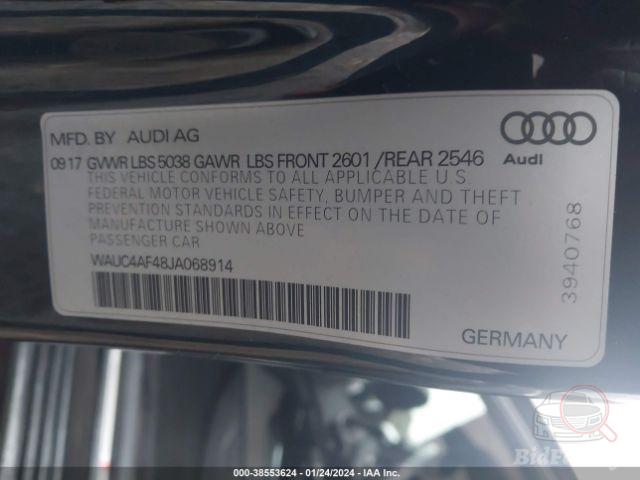 MFD. BY AUDI AG
Audi
09 17 GVWR LBS 5038 GAWR LBS FRONT 2601 /REAR 2546
THIS VEHICLE CONFORMS TO ALL APPLICABLE U.S
FEDERAL MOTOR VEHICLE SAFETY, BUMPER AND THEFT
PREVENTION STANDARDS IN EFFECT ON THE DATE OF
MANUFACTURE SHOWN ABOVE
PASSENGER CAR
WAUC4AF48JA068914
3940768
GERMANY
000-38553624 - 01/24/2024 - IAA Inc.